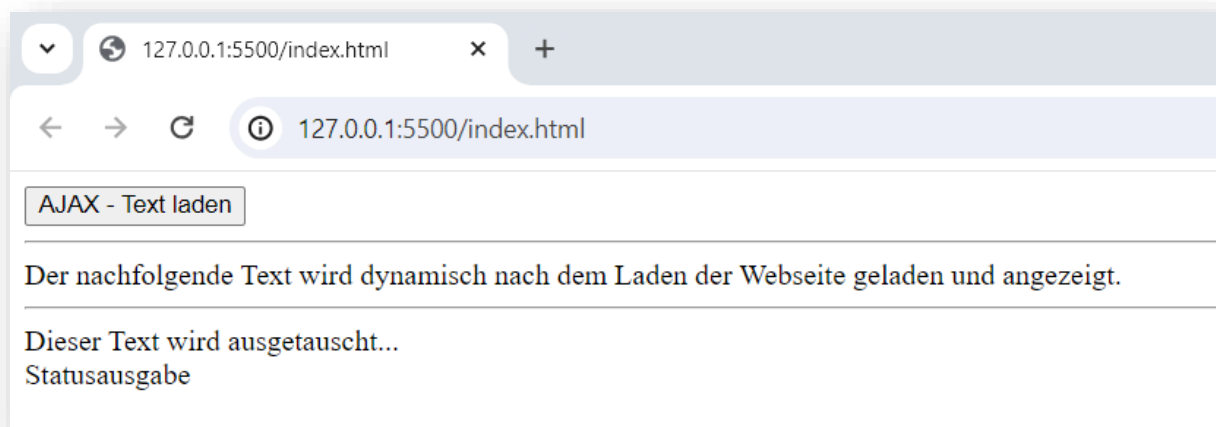 127.0.0.1:5500/index.html
127.0.0.1:5500/index.html
AJAX - Text laden
Der nachfolgende Text wird dynamisch nach dem Laden der Webseite geladen und angezeigt.
Dieser Text wird ausgetauscht...
Statusausgabe